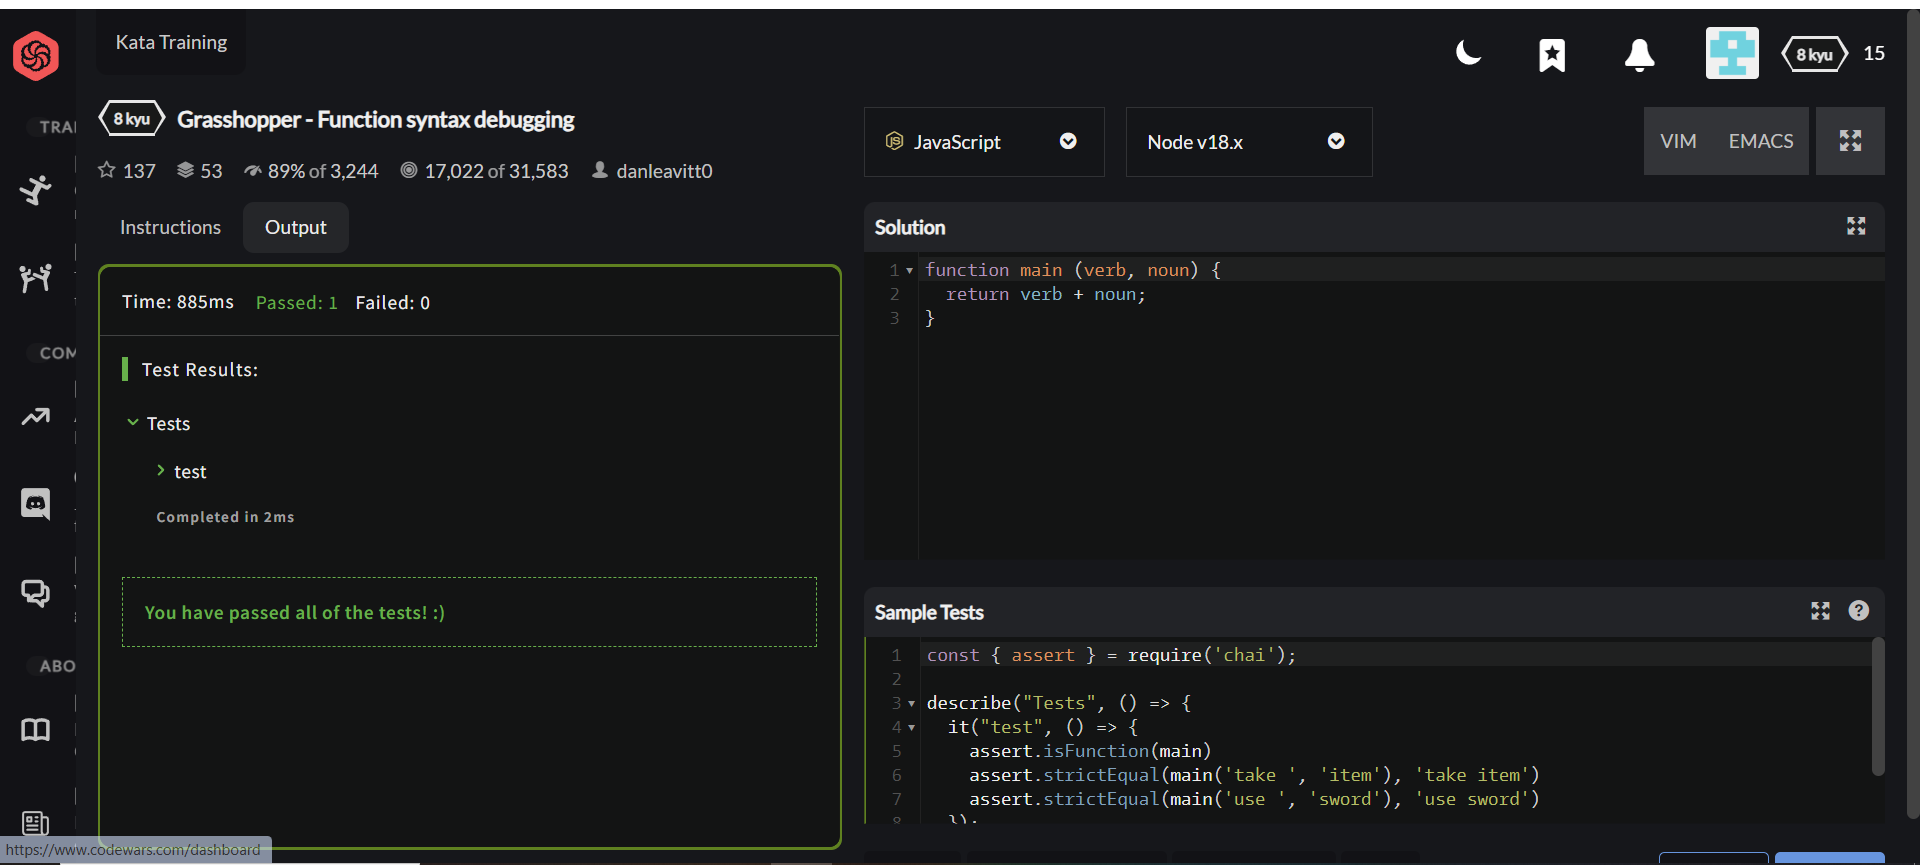 Kata Training
8 kyu
15
8 kyu Grasshopper - Function syntax debugging
137 53 89% of 3,244 17,022 of 31,583 danleavitt0
Instructions Output
Time: 885ms Passed: 1 Failed: 0
Test Results:
Tests
test
Completed in 2ms
You have passed all of the tests! :)
JavaScript Node v18.x VIM EMACS
Solution
1 function main (verb, noun) {
2 return verb + noun;
3 }
Sample Tests
1 const { assert } = require('chai');
2
3 describe("Tests", () => {
4 it("test", () => {
5 assert.isFunction(main)
6 assert.strictEqual(main('take ', 'item'), 'take item')
7 assert.strictEqual(main('use ', 'sword'), 'use sword')
8 });
TRAI
COM
ABO
https://www.codewars.com/dashboard